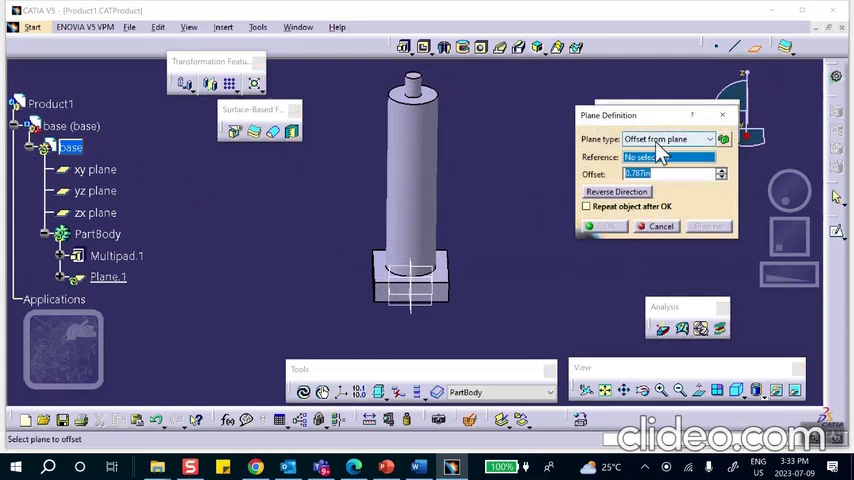 CATIA V5 - [Product1.CATProduct]
Start ENOVIA V5 VPM File Edit View Insert Tools Window Help
Transformation Featu...
Surface-Based F...
Product1
base (base)
base
xy plane
yz plane
zx plane
PartBody
Multipad.1
Plane.1
Applications
z
Plane Definition
Plane type: Offset from plane
Reference: No selec
Offset: 0.787in
Reverse Direction
Repeat object after OK
OK Cancel Preview
Analysis
Tools
10.1
PartBody
View
f(x)
Select plane to offset
clideo.com
100%
25°C
ENG
US
3:33 PM
2023-07-09